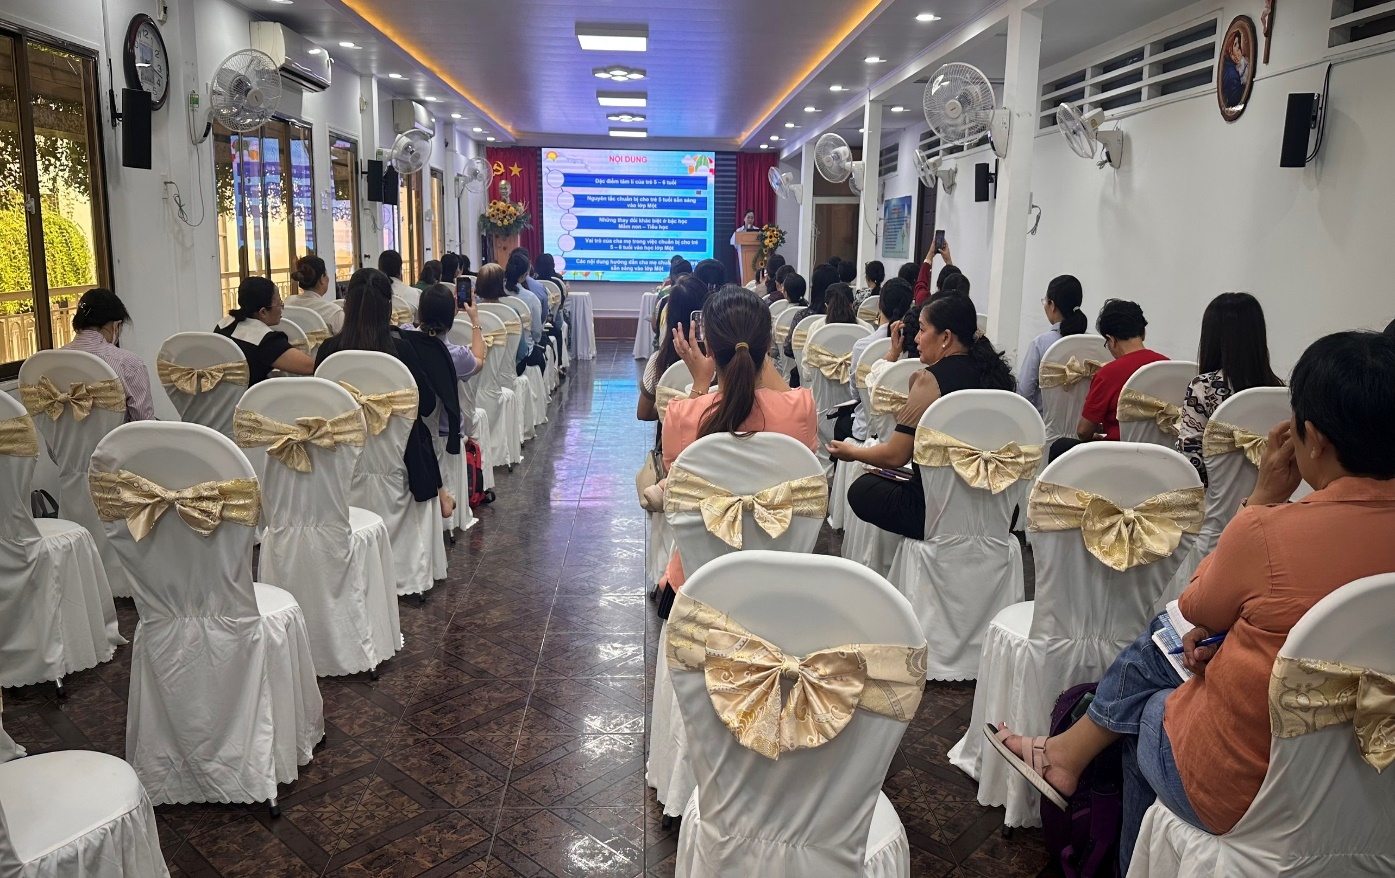 NỘI DUNG
Đặc điểm tâm lí của trẻ 5 – 6 tuổi
Nguyên tắc chuẩn bị cho trẻ 5 tuổi sẵn sàng
vào lớp Một
Những thay đổi khác biệt ở bậc học
Mầm non – Tiểu học
Vai trò của cha mẹ trong việc chuẩn bị cho trẻ
5 – 6 tuổi vào học lớp Một
Các nội dung hướng dẫn cho cha mẹ chuẩn
sẵn sàng vào lớp Một